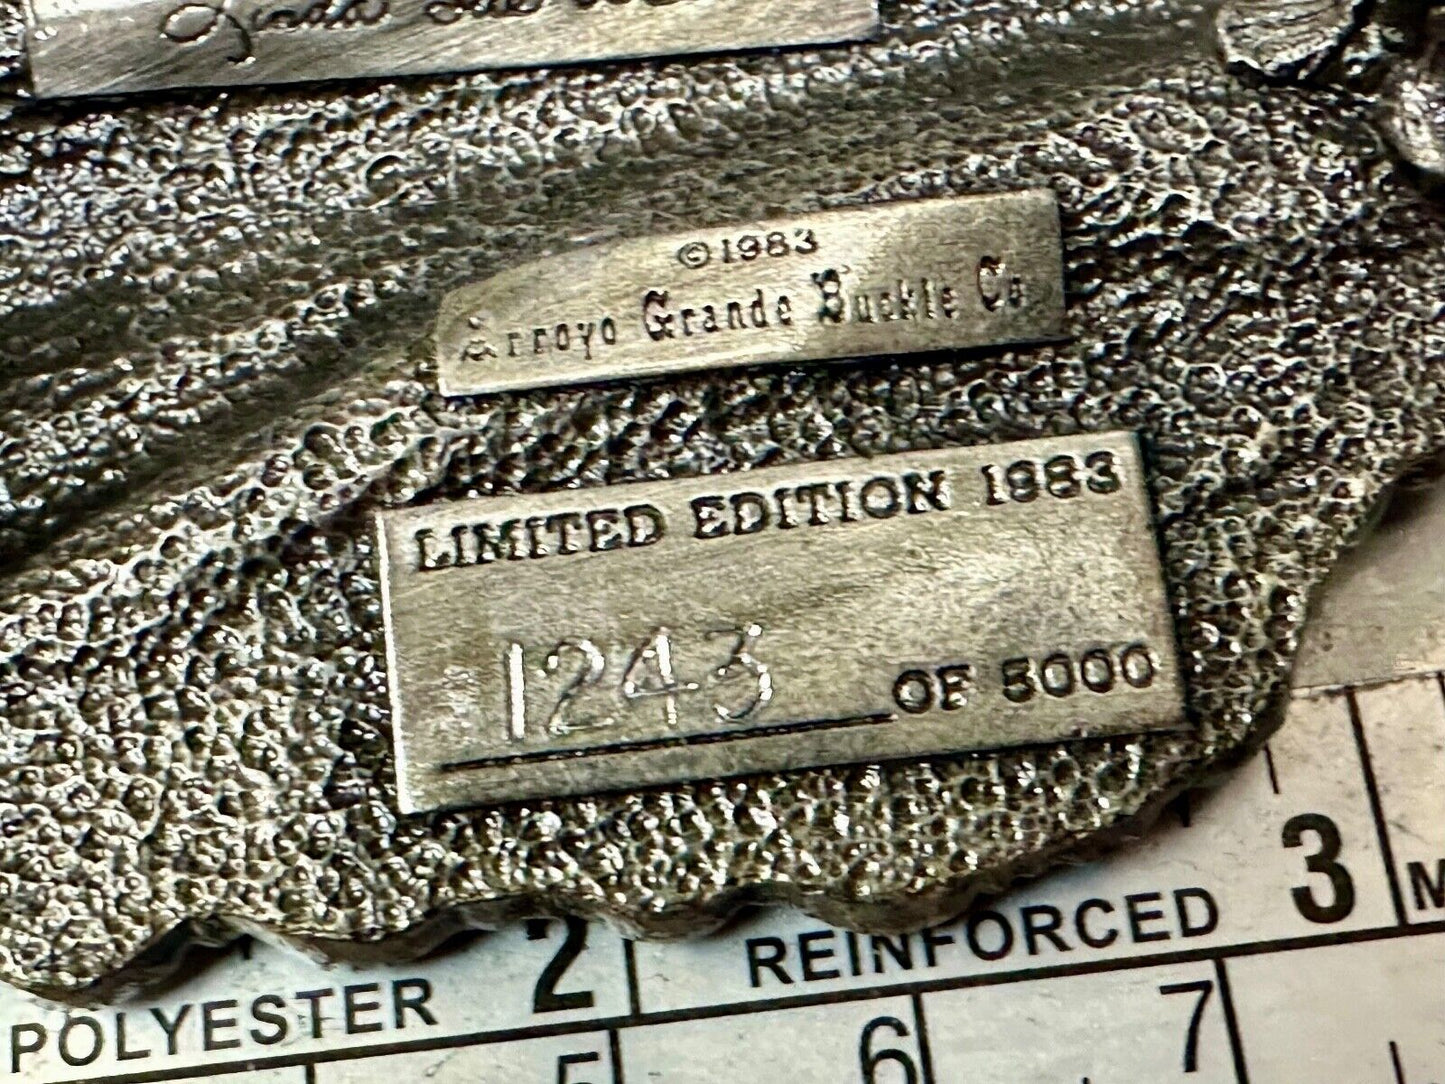 ©1983
Arroyo Grande Buckle Co
LIMITED EDITION 1983
1243 OF 5000
POLYESTER 2 REINFORCED 3 M
5 6 7